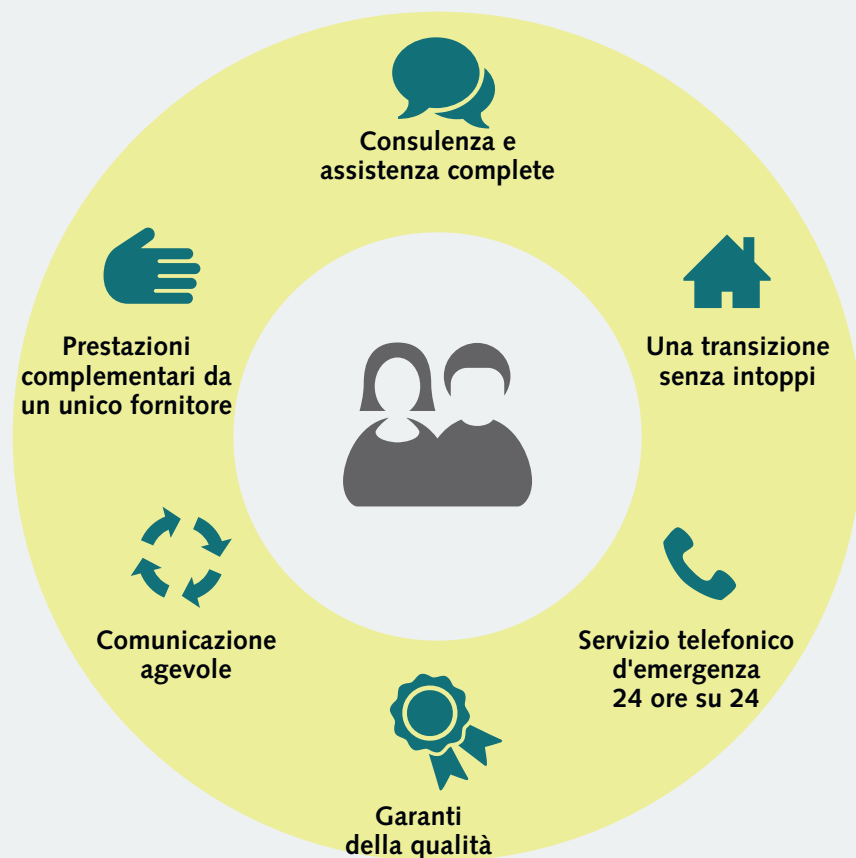 Consulenza e
assistenza complete
Una transizione
senza intoppi
Servizio telefonico
d'emergenza
24 ore su 24
Garanti
della qualità
Comunicazione
agevole
Prestazioni
complementari da
un unico fornitore